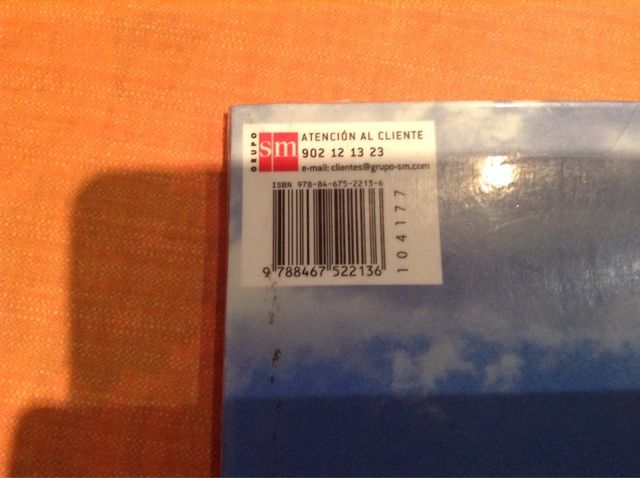 GRUPO
sm
ATENCIÓN AL CLIENTE
902 12 13 23
e-mail: clientes@grupo-sm.com
ISBN 978-84-675-2213-6
9 788467 522136
104177